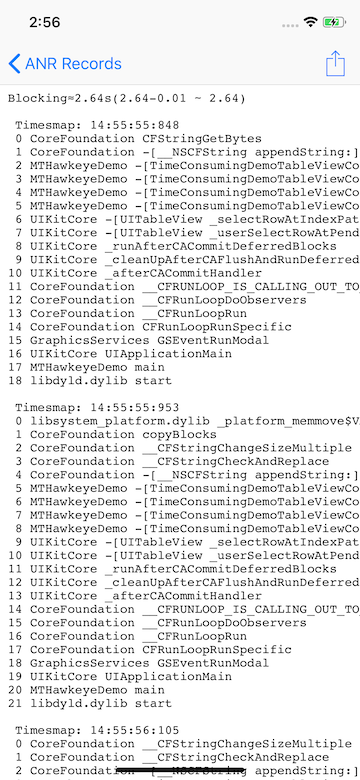 2:56
ANR Records
Blocking≈2.64s(2.64-0.01 ~ 2.64)
Timesmap: 14:55:55:848
0 CoreFoundation CFStringGetBytes
1 CoreFoundation -[__NSCFString appendString:]
2 MTHawkeyeDemo -[TimeConsumingDemoTableViewCo
3 MTHawkeyeDemo -[TimeConsumingDemoTableViewCo
4 MTHawkeyeDemo -[TimeConsumingDemoTableViewCo
5 MTHawkeyeDemo -[TimeConsumingDemoTableViewCo
6 UIKitCore -[UITableView _selectRowAtIndexPat
7 UIKitCore -[UITableView _userSelectRowAtPend
8 UIKitCore _runAfterCACommitDeferredBlocks
9 UIKitCore _cleanUpAfterCAFlushAndRunDeferred
10 UIKitCore _afterCACommitHandler
11 CoreFoundation __CFRUNLOOP_IS_CALLING_OUT_TO_
12 CoreFoundation __CFRunLoopDoObservers
13 CoreFoundation __CFRunLoopRun
14 CoreFoundation CFRunLoopRunSpecific
15 GraphicsServices GSEventRunModal
16 UIKitCore UIApplicationMain
17 MTHawkeyeDemo main
18 libdyld.dylib start
Timesmap: 14:55:55:953
0 libsystem_platform.dylib _platform_memmove$VA
1 CoreFoundation copyBlocks
2 CoreFoundation __CFStringChangeSizeMultiple
3 CoreFoundation __CFStringCheckAndReplace
4 CoreFoundation -[__NSCFString appendString:]
5 MTHawkeyeDemo -[TimeConsumingDemoTableViewCo
6 MTHawkeyeDemo -[TimeConsumingDemoTableViewCo
7 MTHawkeyeDemo -[TimeConsumingDemoTableViewCo
8 MTHawkeyeDemo -[TimeConsumingDemoTableViewCo
9 UIKitCore -[UITableView _selectRowAtIndexPat
10 UIKitCore -[UITableView _userSelectRowAtPend
11 UIKitCore _runAfterCACommitDeferredBlocks
12 UIKitCore _cleanUpAfterCAFlushAndRunDeferred
13 UIKitCore _afterCACommitHandler
14 CoreFoundation __CFRUNLOOP_IS_CALLING_OUT_TO_
15 CoreFoundation __CFRunLoopDoObservers
16 CoreFoundation __CFRunLoopRun
17 CoreFoundation CFRunLoopRunSpecific
18 GraphicsServices GSEventRunModal
19 UIKitCore UIApplicationMain
20 MTHawkeyeDemo main
21 libdyld.dylib start
Timesmap: 14:55:56:105
0 CoreFoundation __CFStringChangeSizeMultiple
1 CoreFoundation __CFStringCheckAndReplace
2 CoreFoundation -[__NSCFString appendString:]